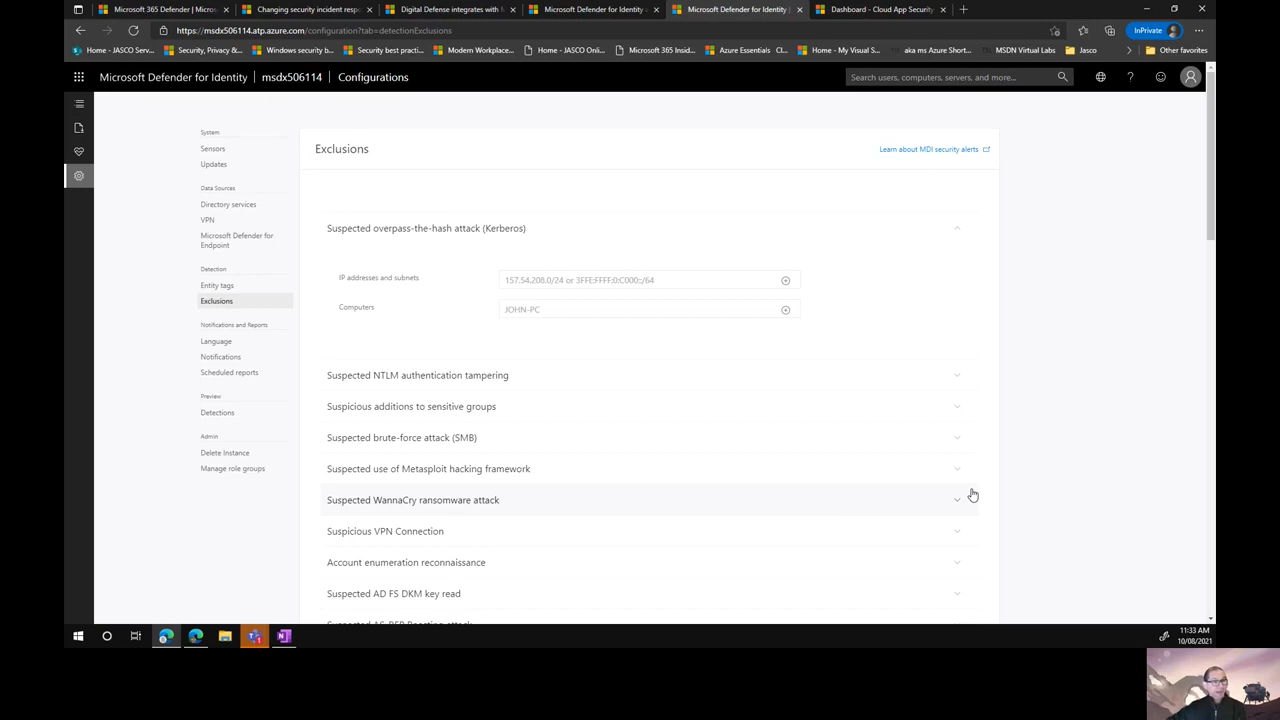 Microsoft 365 Defender | Micros
Changing security incident resp
Digital Defense integrates with M
Microsoft Defender for Identity a
Microsoft Defender for Identity |
Dashboard - Cloud App Security
https://msdx506114.atp.azure.com/configuration?tab=detectionExclusions
InPrivate
Home - JASCO Serv...
Security, Privacy &...
Windows security b...
Security best practi...
Modern Workplace...
Home - JASCO Onli...
Microsoft 365 Insid...
Azure Essentials
Home - My Visual S...
aka ms Azure Short...
MSDN Virtual Labs
Jasco
Other favorites
Microsoft Defender for Identity
msdx506114
Configurations
Search users, computers, servers, and more...
System
Sensors
Updates
Data Sources
Directory services
VPN
Microsoft Defender for
Endpoint
Detection
Entity tags
Exclusions
Notifications and Reports
Language
Notifications
Scheduled reports
Preview
Detections
Admin
Delete Instance
Manage role groups
Exclusions
Learn about MDI security alerts
Suspected overpass-the-hash attack (Kerberos)
IP addresses and subnets
157.54.208.0/24 or 3FFE:FFFF:0:C000::/64
Computers
JOHN-PC
Suspected NTLM authentication tampering
Suspicious additions to sensitive groups
Suspected brute-force attack (SMB)
Suspected use of Metasploit hacking framework
Suspected WannaCry ransomware attack
Suspicious VPN Connection
Account enumeration reconnaissance
Suspected AD FS DKM key read
11:33 AM
10/08/2021